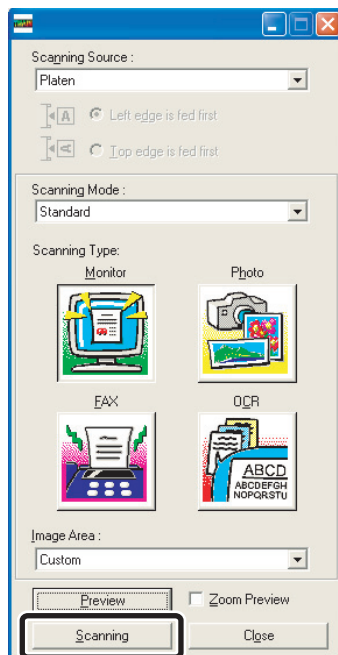 Scanning Source :
Platen
A
Left edge is fed first
A
Top edge is fed first
Scanning Mode :
Standard
Scanning Type:
Monitor Photo
FAX OCR
ABCD
ABCDEFGH
NOPQRSTU
Image Area :
Custom
Preview Zoom Preview
Scanning Close